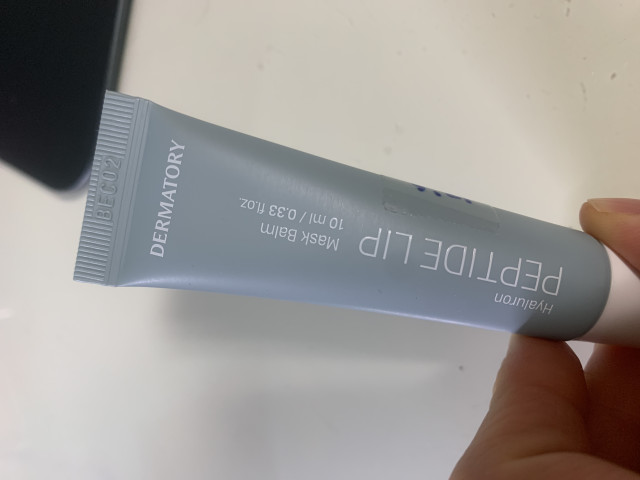 Hyaluron
PEPTIDE LIP
Mask Balm
10 ml / 0.33 fl.oz.
DERMATORY
BEC02